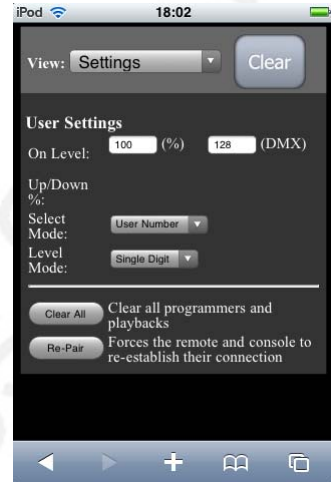 iPod 18:02
View: Settings Clear
User Settings
On Level: 100 (%) 128 (DMX)
Up/Down
%:
Select
Mode: User Number
Level
Mode: Single Digit
Clear All Clear all programmers and
playbacks
Re-Pair Forces the remote and console to
re-establish their connection